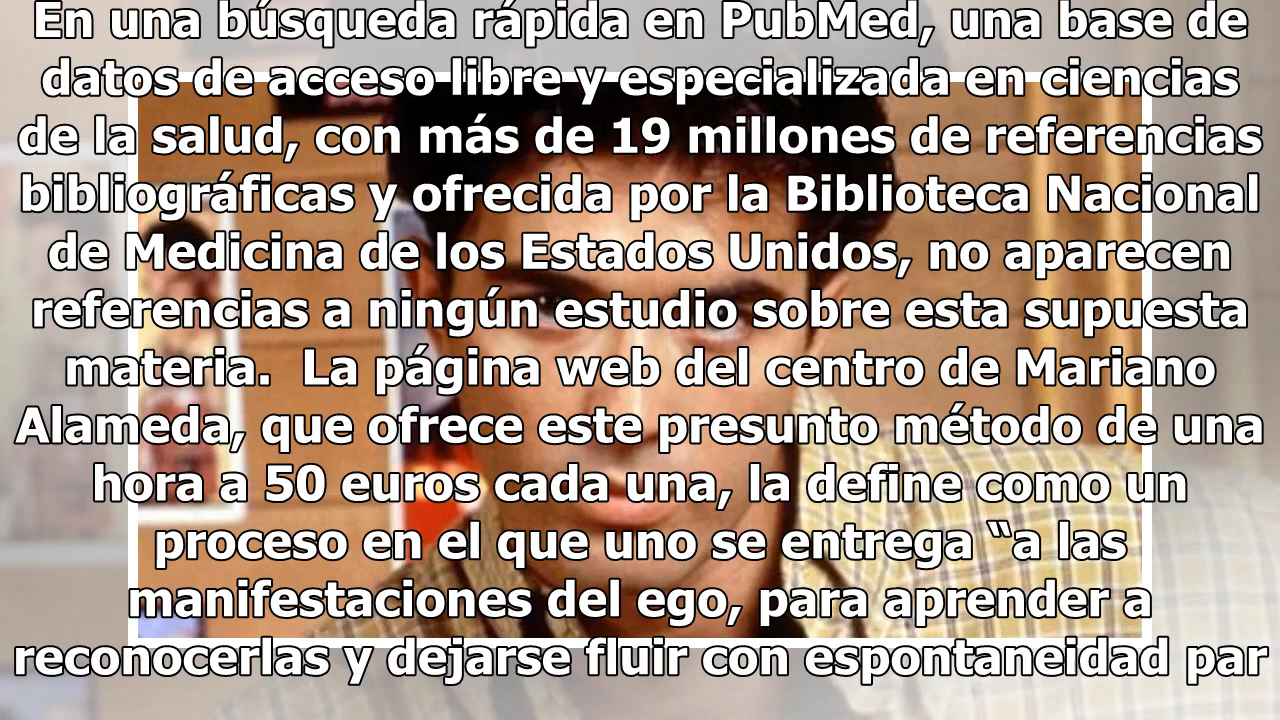 En una búsqueda rápida en PubMed, una base de
datos de acceso libre y especializada en ciencias
de la salud, con más de 19 millones de referencias
bibliográficas y ofrecida por la Biblioteca Nacional
de Medicina de los Estados Unidos, no aparecen
referencias a ningún estudio sobre esta supuesta
materia.  La página web del centro de Mariano
Alameda, que ofrece este presunto método de una
hora a 50 euros cada una, la define como un
proceso en el que uno se entrega “a las
manifestaciones del ego, para aprender a
reconocerlas y dejarse fluir con espontaneidad par